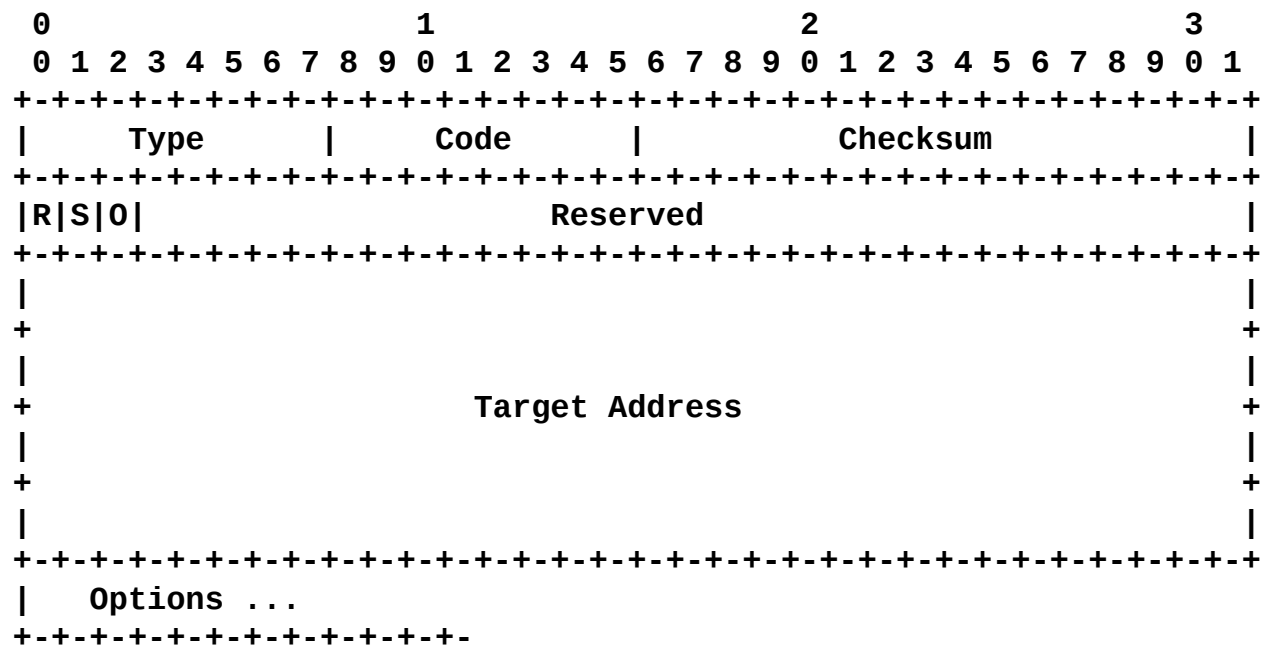 0                   1                   2                   3
 0 1 2 3 4 5 6 7 8 9 0 1 2 3 4 5 6 7 8 9 0 1 2 3 4 5 6 7 8 9 0 1
+-+-+-+-+-+-+-+-+-+-+-+-+-+-+-+-+-+-+-+-+-+-+-+-+-+-+-+-+-+-+-+-+
|     Type      |     Code      |          Checksum             |
+-+-+-+-+-+-+-+-+-+-+-+-+-+-+-+-+-+-+-+-+-+-+-+-+-+-+-+-+-+-+-+-+
|R|S|O|                     Reserved                            |
+-+-+-+-+-+-+-+-+-+-+-+-+-+-+-+-+-+-+-+-+-+-+-+-+-+-+-+-+-+-+-+-+
|                                                               |
+                                                               +
|                                                               |
+                       Target Address                          +
|                                                               |
+                                                               +
|                                                               |
+-+-+-+-+-+-+-+-+-+-+-+-+-+-+-+-+-+-+-+-+-+-+-+-+-+-+-+-+-+-+-+-+
|   Options ...
+-+-+-+-+-+-+-+-+-+-+-+-